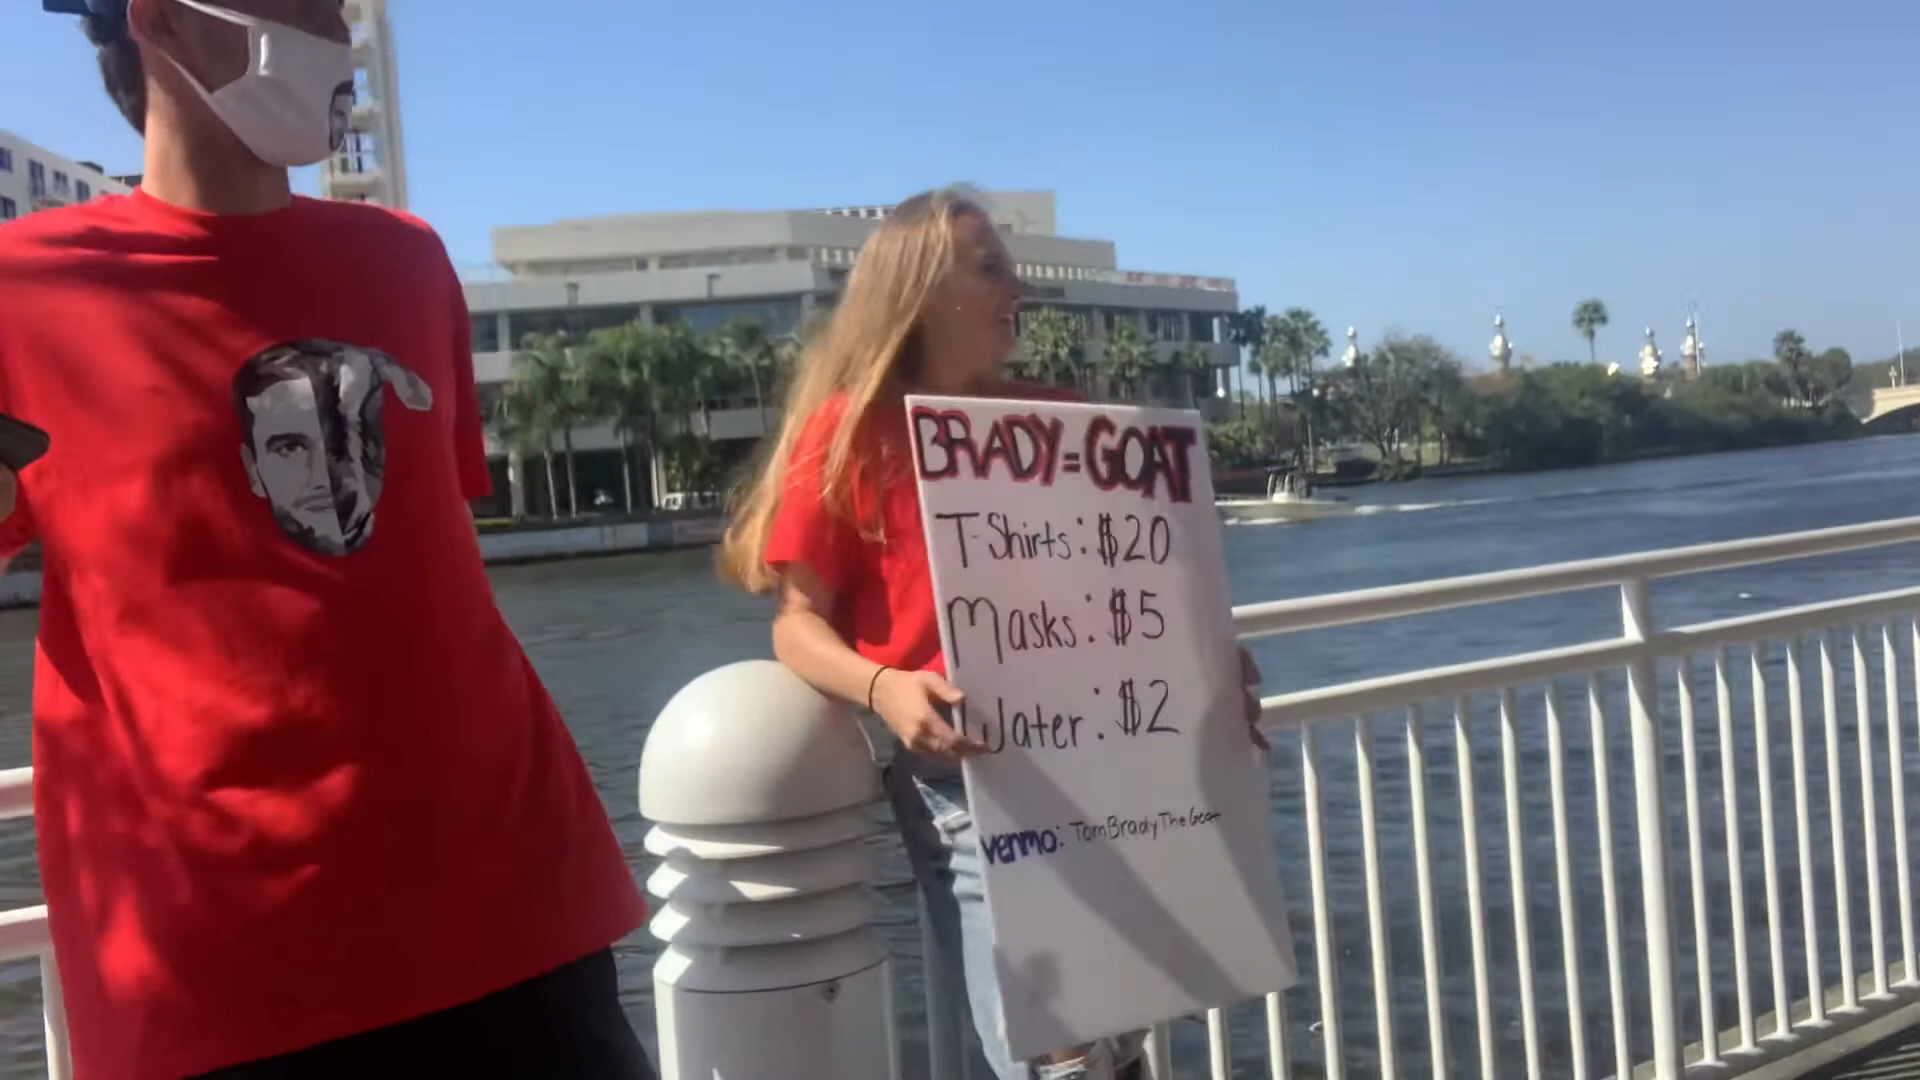 BRADY=GOAT
T-Shirts: $20
Masks: $5
Water: $2
venmo: TomBradyTheGoat